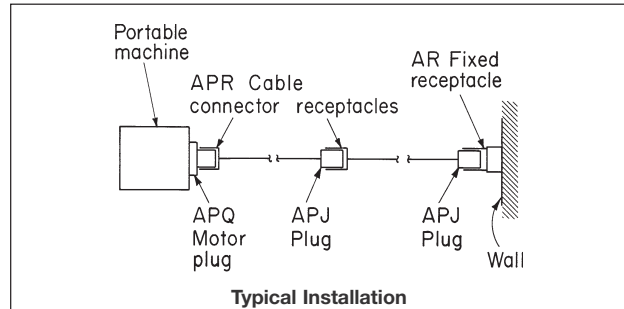 Portable
machine
APR Cable
connector receptacles
AR Fixed
receptacle
APQ
Motor
plug
APJ
Plug
APJ
Plug
Wall
Typical Installation